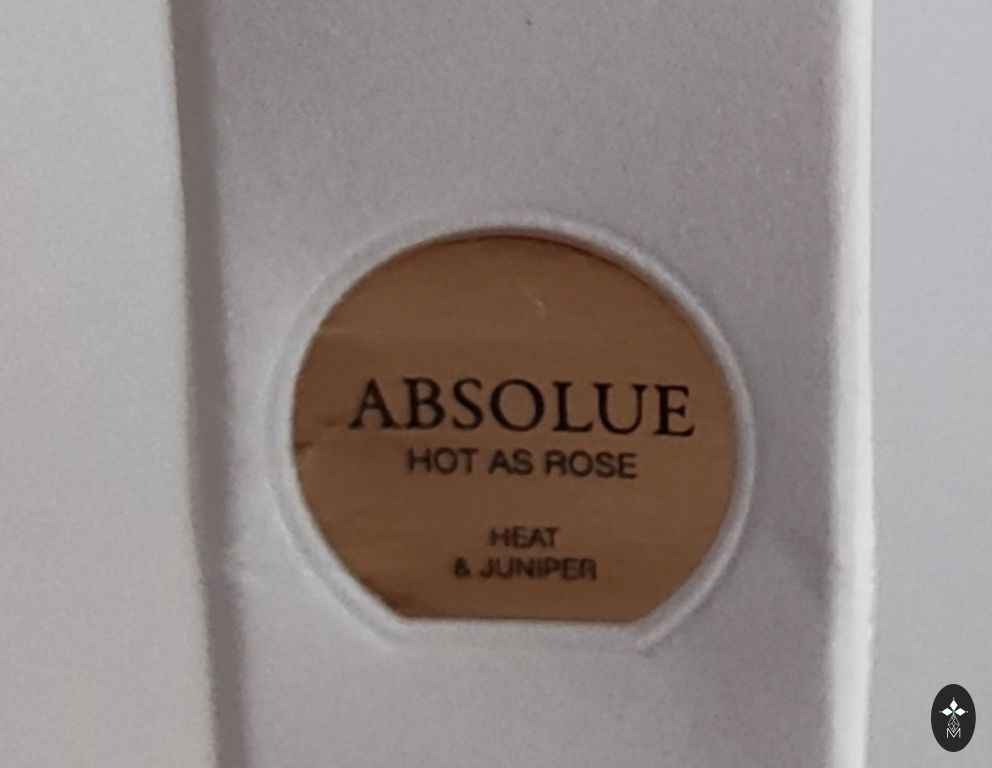 ABSOLUE
HOT AS ROSE
HEAT
& JUNIPER
M